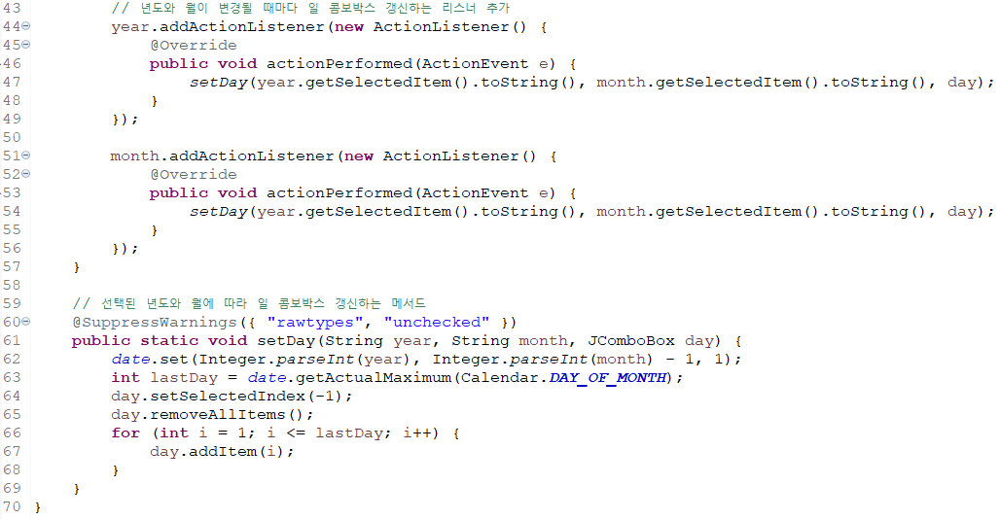 43 // 년도와 월이 변경될 때마다 일 콤보박스 갱신하는 리스너 추가
44 year.addActionListener(new ActionListener() {
45 @Override
46 public void actionPerformed(ActionEvent e) {
47 setDay(year.getSelectedItem().toString(), month.getSelectedItem().toString(), day);
48 }
49 });
50
51 month.addActionListener(new ActionListener() {
52 @Override
53 public void actionPerformed(ActionEvent e) {
54 setDay(year.getSelectedItem().toString(), month.getSelectedItem().toString(), day);
55 }
56 });
57 }
58
59 // 선택된 년도와 월에 따라 일 콤보박스 갱신하는 메서드
60 @SuppressWarnings({ "rawtypes", "unchecked" })
61 public static void setDay(String year, String month, JComboBox day) {
62 date.set(Integer.parseInt(year), Integer.parseInt(month) - 1, 1);
63 int lastDay = date.getActualMaximum(Calendar.DAY_OF_MONTH);
64 day.setSelectedIndex(-1);
65 day.removeAllItems();
66 for (int i = 1; i <= lastDay; i++) {
67 day.addItem(i);
68 }
69 }
70 }